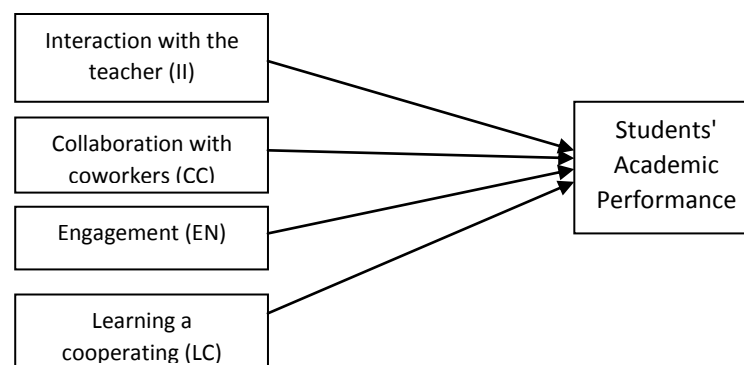 Interaction with the
teacher (II)
Collaboration with
coworkers (CC)
Engagement (EN)
Learning a
cooperating (LC)
Students'
Academic
Performance